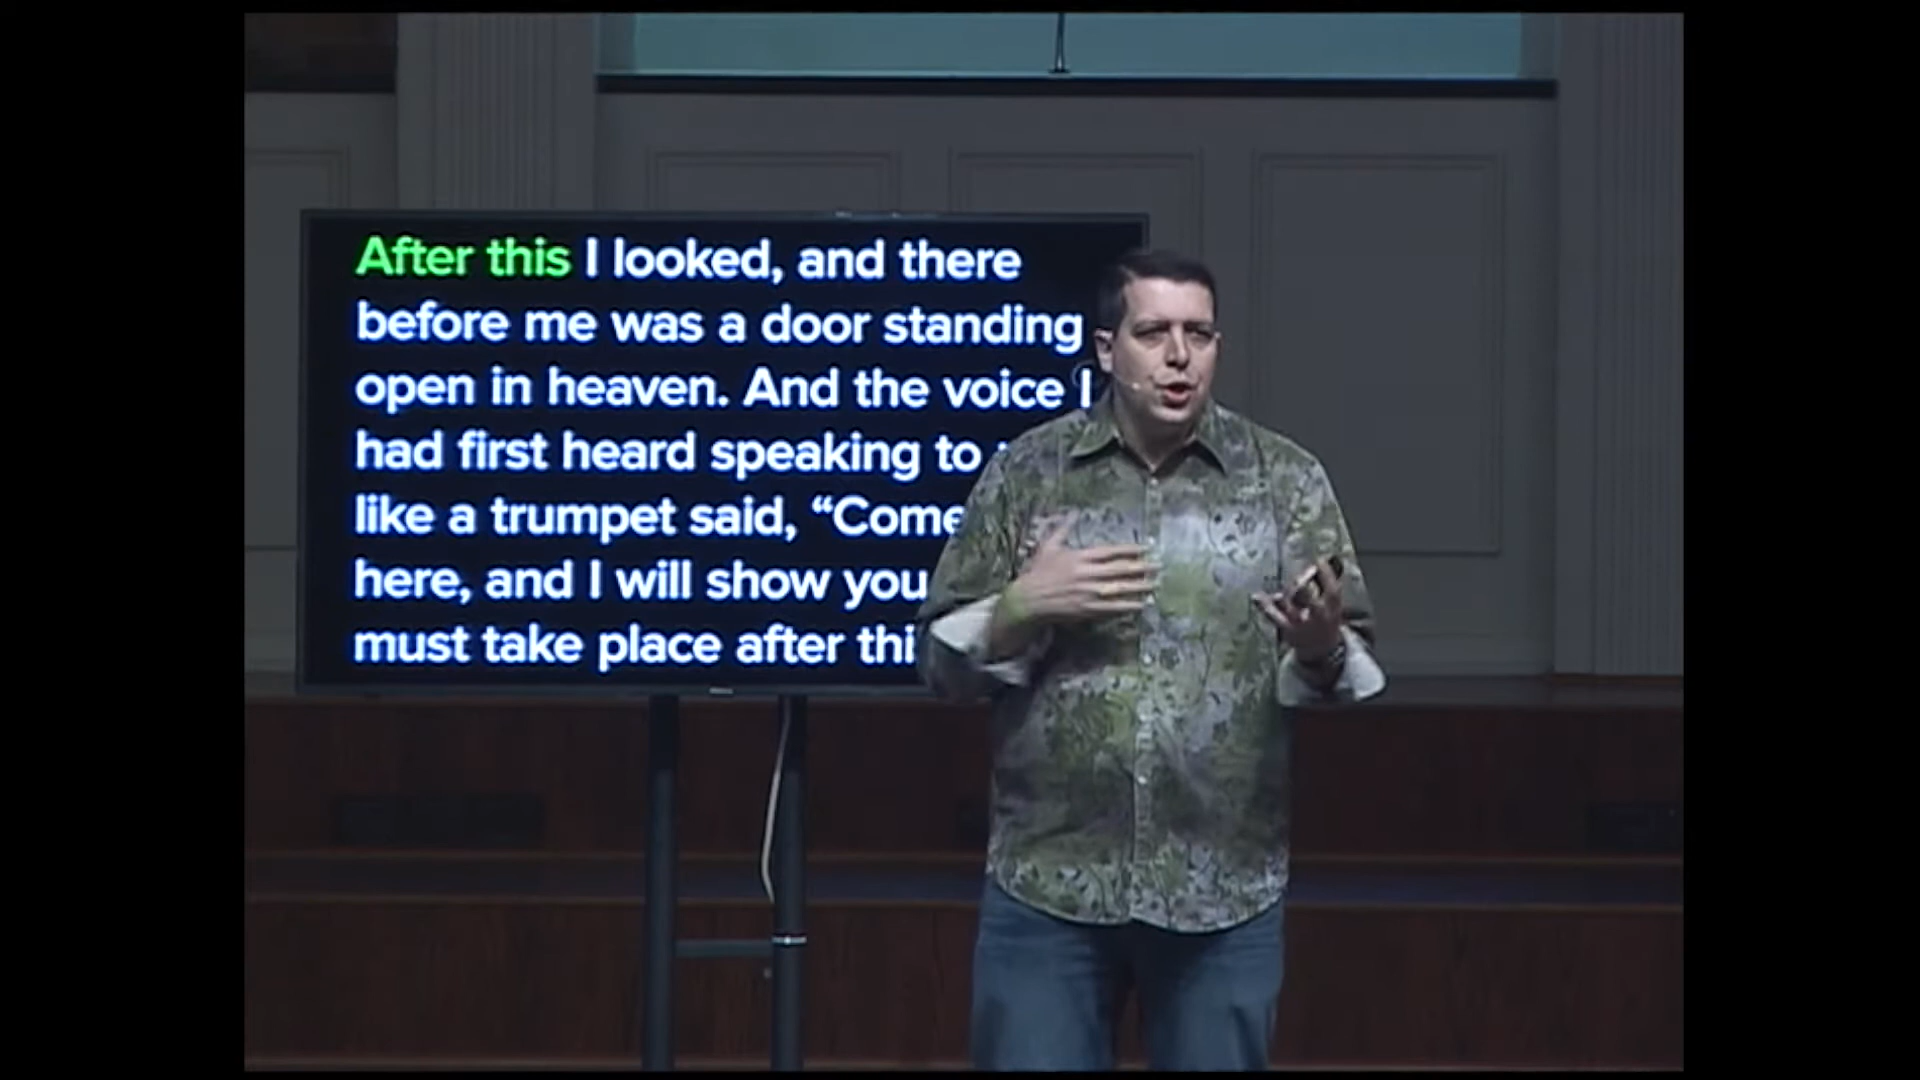 After this I looked, and there
before me was a door standing
open in heaven. And the voice I
had first heard speaking to
like a trumpet said, “Come
here, and I will show you
must take place after thi